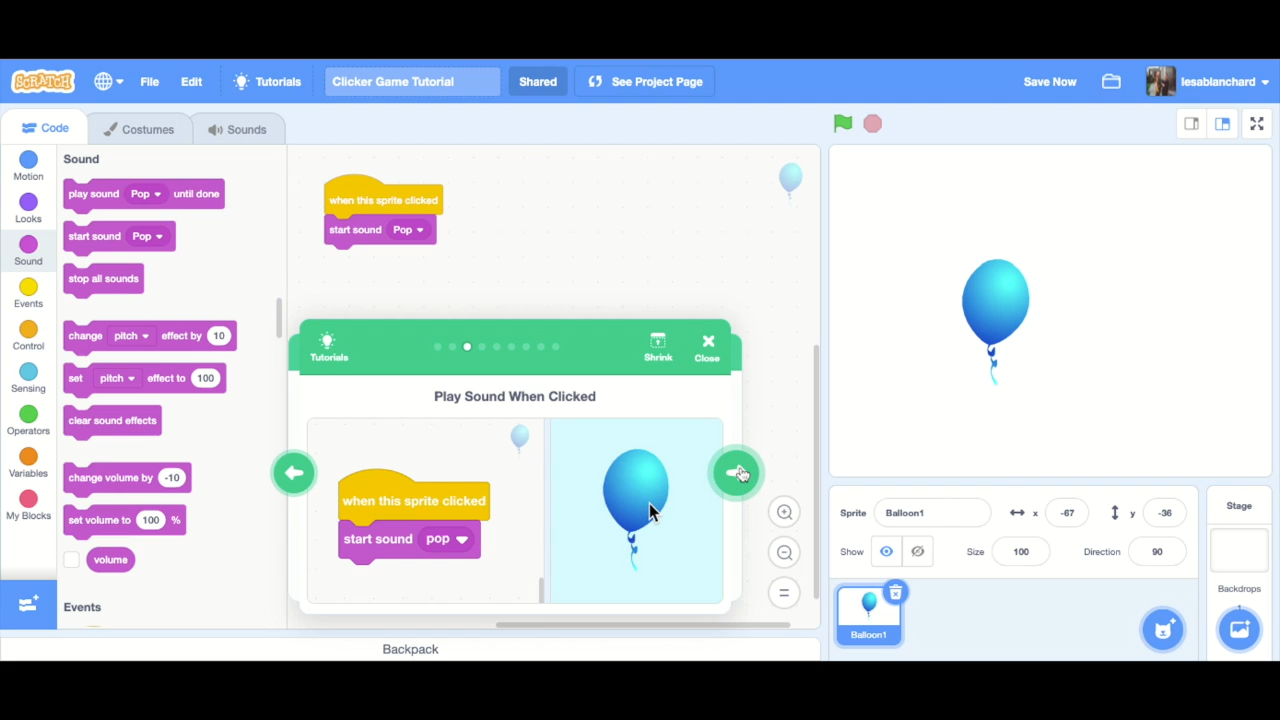 SCRATCH
File
Edit
Tutorials
Clicker Game Tutorial
Shared
See Project Page
Save Now
lesablanchard
Code
Costumes
Sounds
Motion
Looks
Sound
Events
Control
Sensing
Operators
Variables
My Blocks
Sound
play sound Pop until done
start sound Pop
stop all sounds
change pitch effect by 10
set pitch effect to 100
clear sound effects
change volume by -10
set volume to 100 %
volume
Events
when this sprite clicked
start sound Pop
Tutorials
Shrink
Close
Play Sound When Clicked
when this sprite clicked
start sound pop
Backpack
Sprite Balloon1 x -67 y -36
Show Size 100 Direction 90
Balloon1
Stage
Backdrops
1